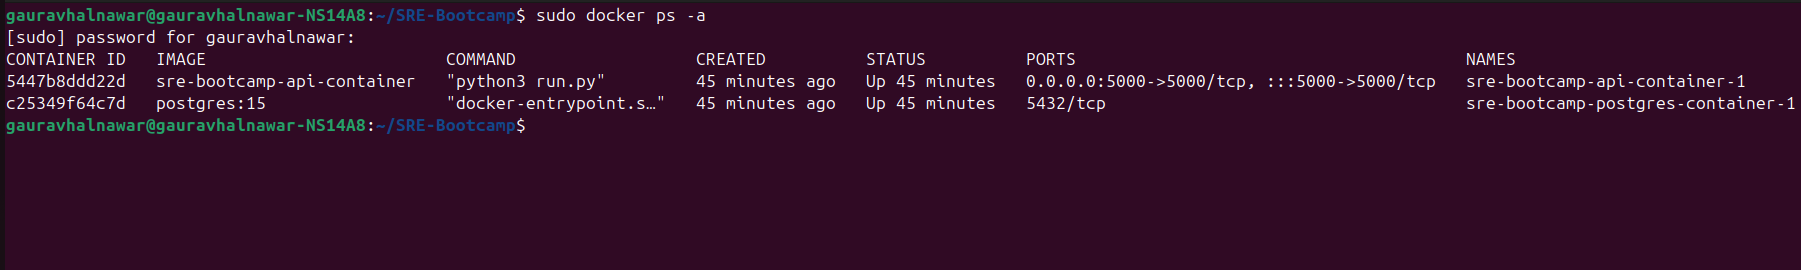 gauravhalnawar@gauravhalnawar-NS14A8:~/SRE-Bootcamp$ sudo docker ps -a
[sudo] password for gauravhalnawar:
CONTAINER ID   IMAGE                        COMMAND                  CREATED          STATUS          PORTS                                       NAMES
5447b8ddd22d   sre-bootcamp-api-container   "python3 run.py"         45 minutes ago   Up 45 minutes   0.0.0.0:5000->5000/tcp, :::5000->5000/tcp   sre-bootcamp-api-container-1
c25349f64c7d   postgres:15                  "docker-entrypoint.s…"   45 minutes ago   Up 45 minutes   5432/tcp                                    sre-bootcamp-postgres-container-1
gauravhalnawar@gauravhalnawar-NS14A8:~/SRE-Bootcamp$